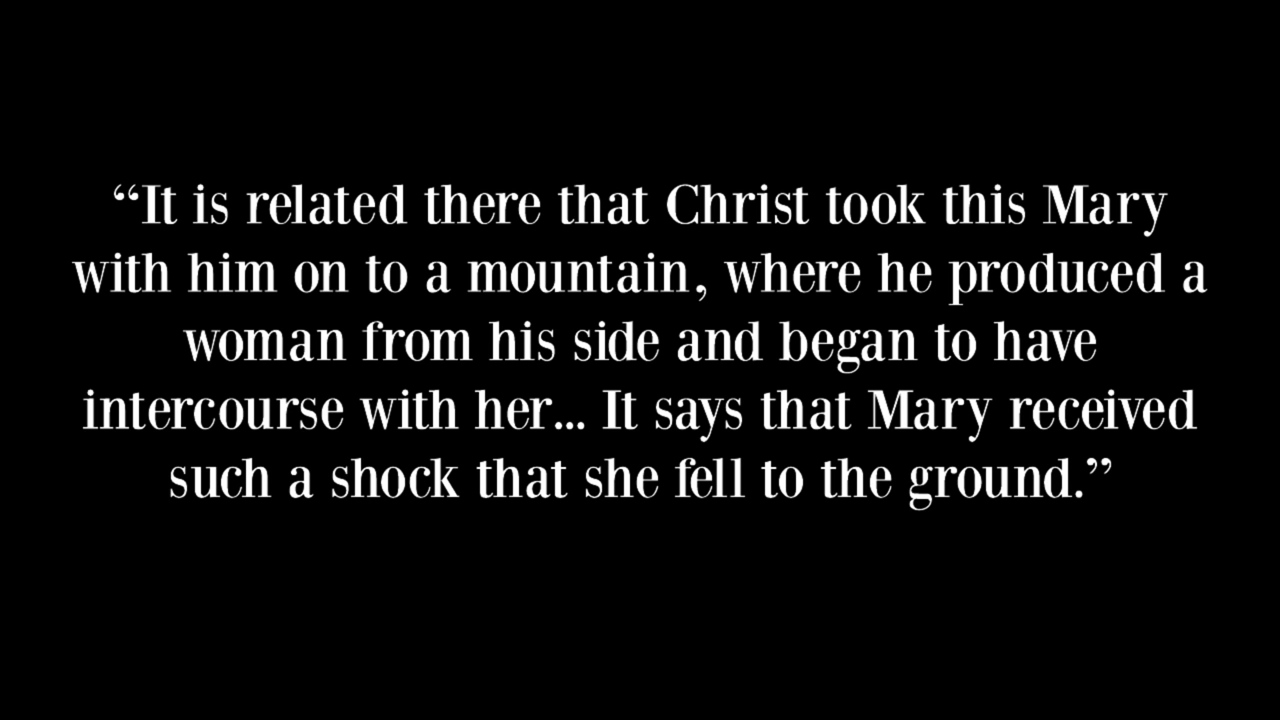 “It is related there that Christ took this Mary
with him on to a mountain, where he produced a
woman from his side and began to have
intercourse with her... It says that Mary received
such a shock that she fell to the ground.”